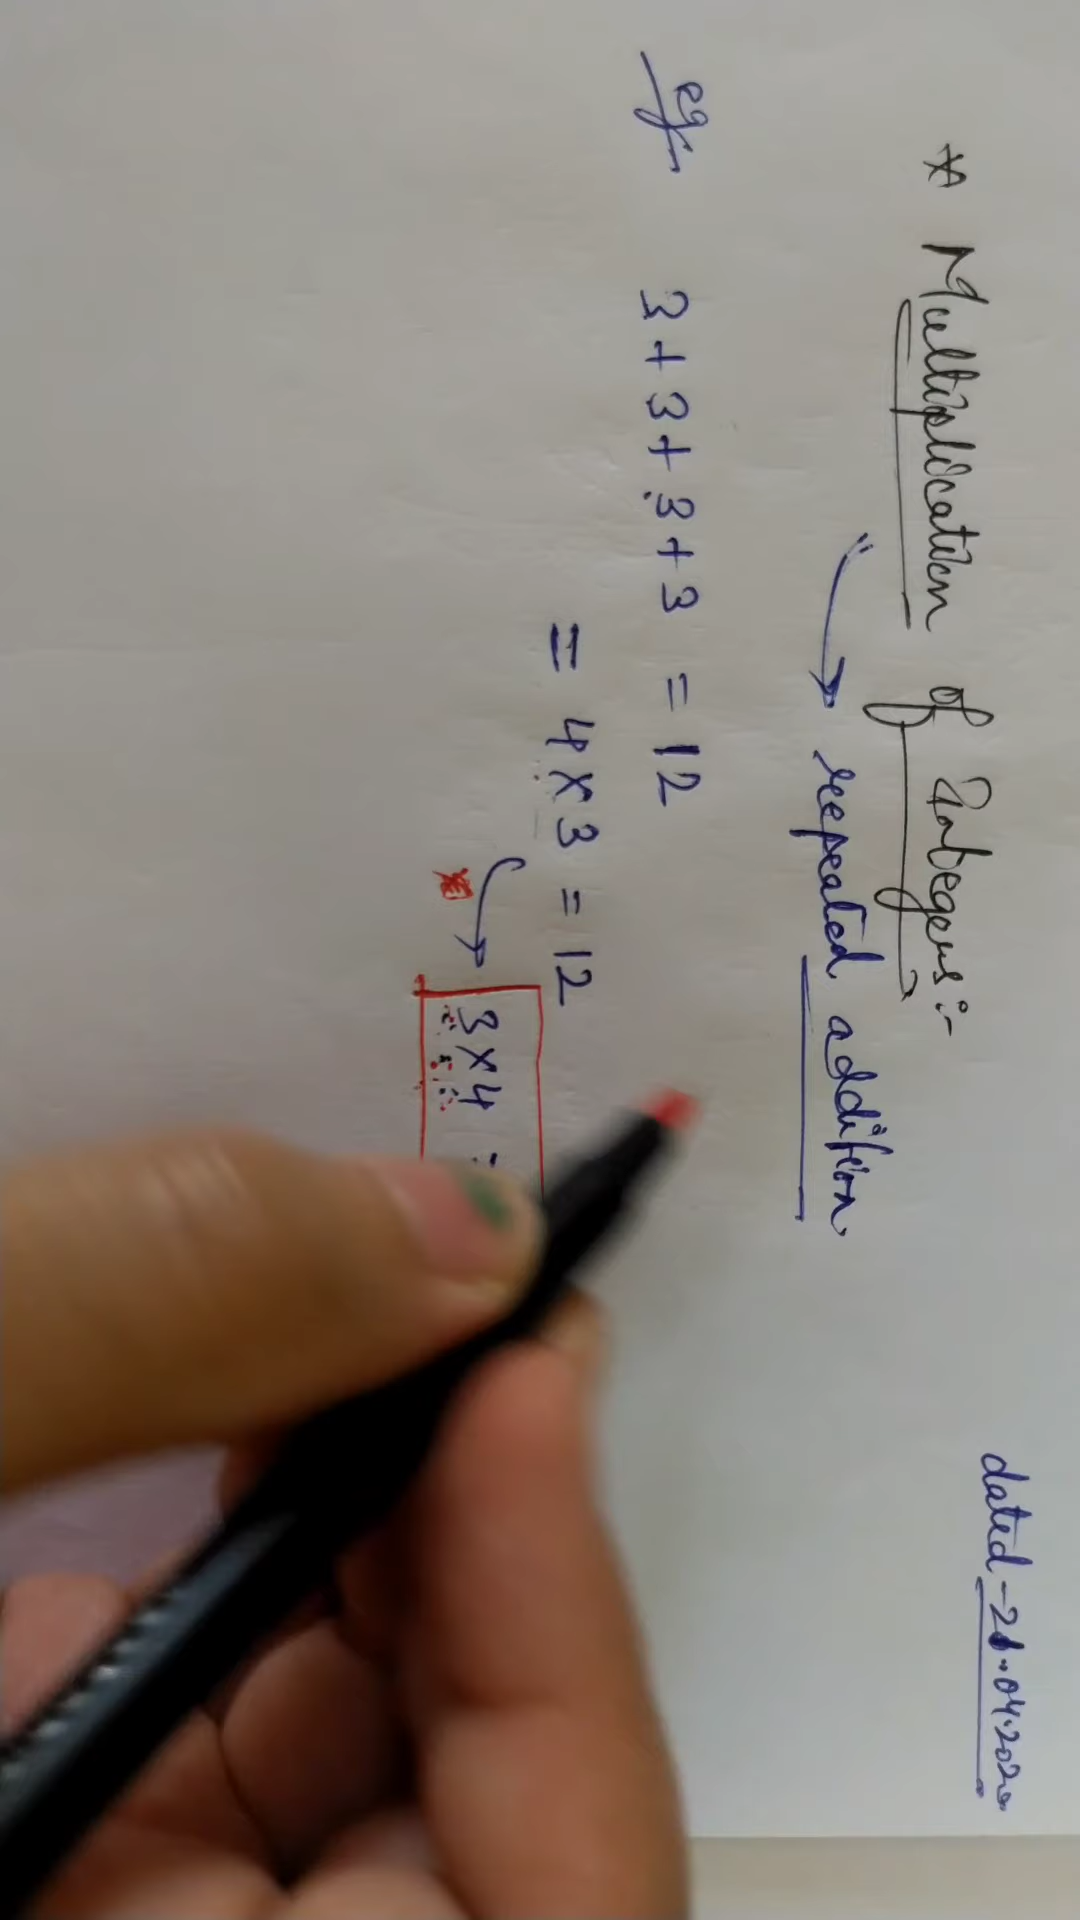 dated - 21.04.2020
* Multiplication of Integers :-
repeated addition.
eg:- 3 + 3 + 3 + 3 = 12
= 4 x 3 = 12
3 x 4 =